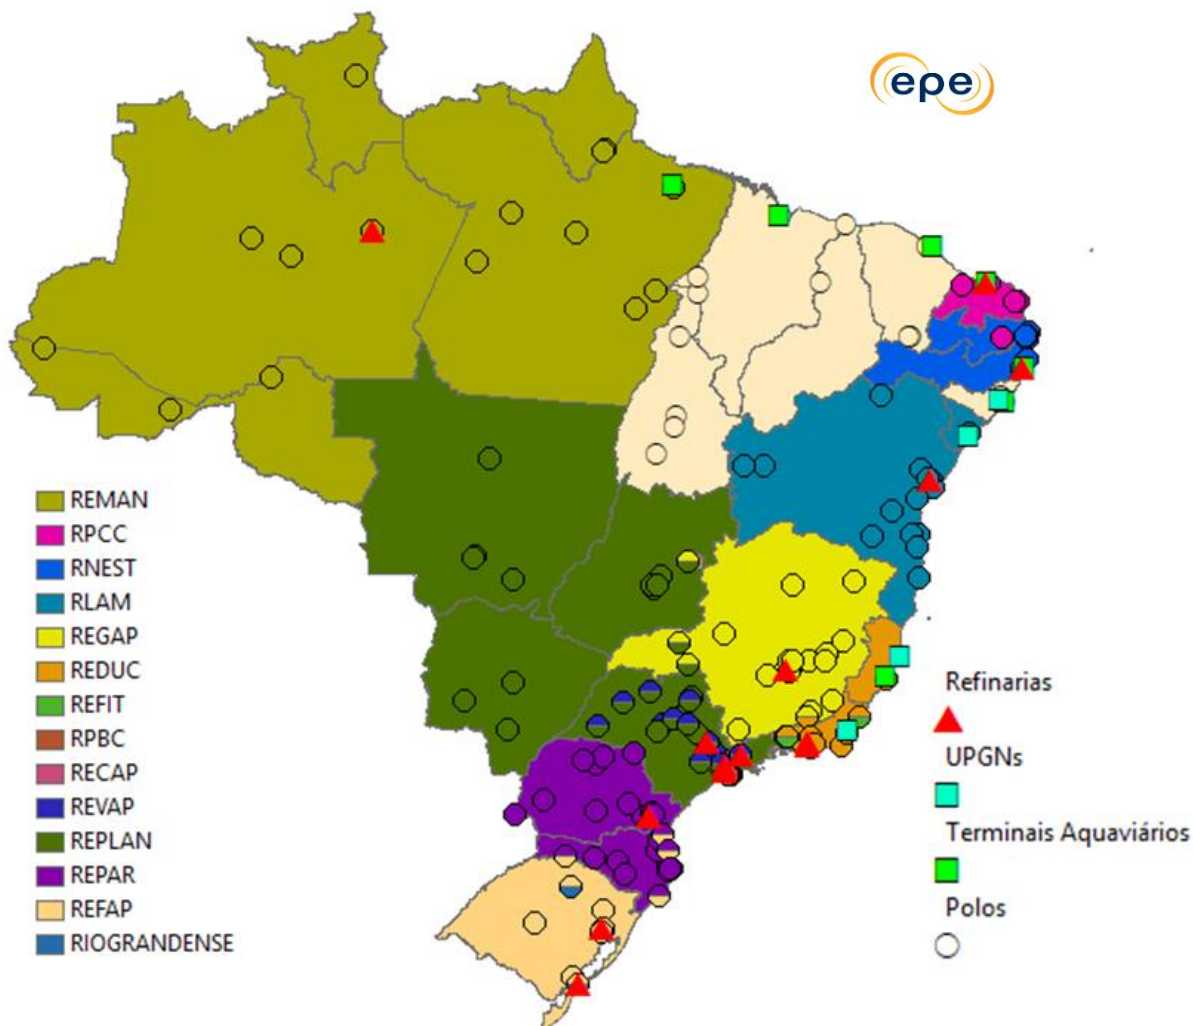 epe
REMAN
RPCC
RNEST
RLAM
REGAP
REDUC
REFIT
RPBC
RECAP
REVAP
REPLAN
REPAR
REFAP
RIOGRANDENSE
Refinarias
UPGNs
Terminais Aquaviários
Polos